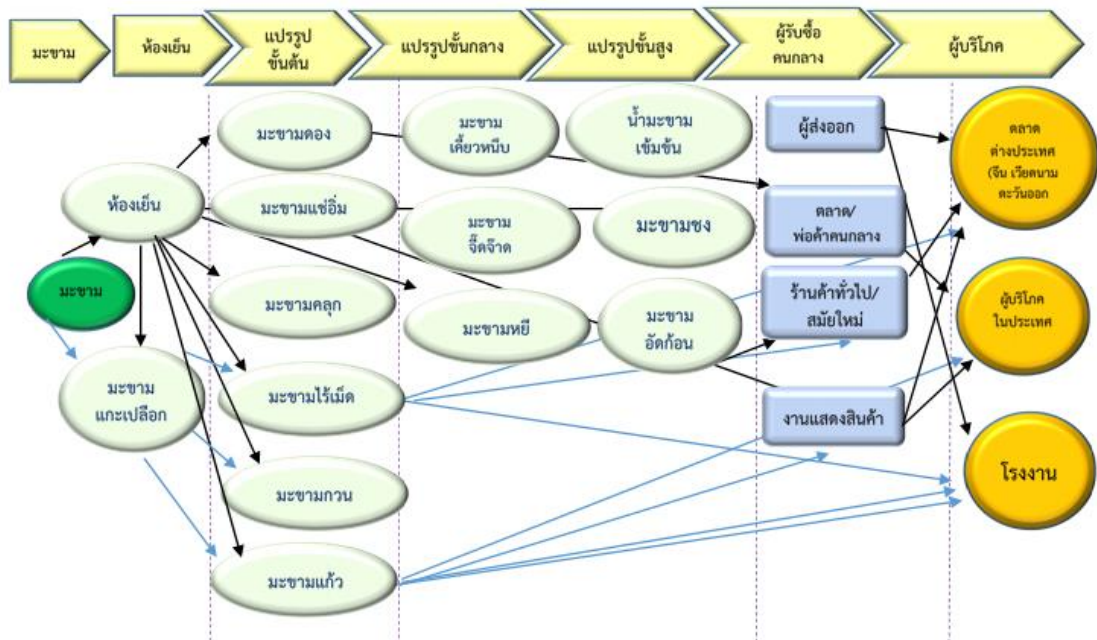 มะขาม
ห้องเย็น
แปรรูป
ขั้นต้น
แปรรูปขั้นกลาง
แปรรูปขั้นสูง
ผู้รับซื้อ
คนกลาง
ผู้บริโภค
มะขามดอง
มะขาม
เคี้ยวหนึบ
น้ำมะขาม
เข้มข้น
ผู้ส่งออก
ตลาด
ต่างประเทศ
(จีน เวียดนาม
ตะวันออก
ห้องเย็น
มะขามแช่อิ่ม
มะขาม
จี๊ดจ๊าด
มะขามชง
ตลาด/
พ่อค้าคนกลาง
มะขาม
มะขามคลุก
มะขามหยี
มะขาม
อัดก้อน
ร้านค้าทั่วไป/
สมัยใหม่
ผู้บริโภค
ในประเทศ
มะขาม
แกะเปลือก
มะขามไร้เม็ด
งานแสดงสินค้า
โรงงาน
มะขามกวน
มะขามแก้ว